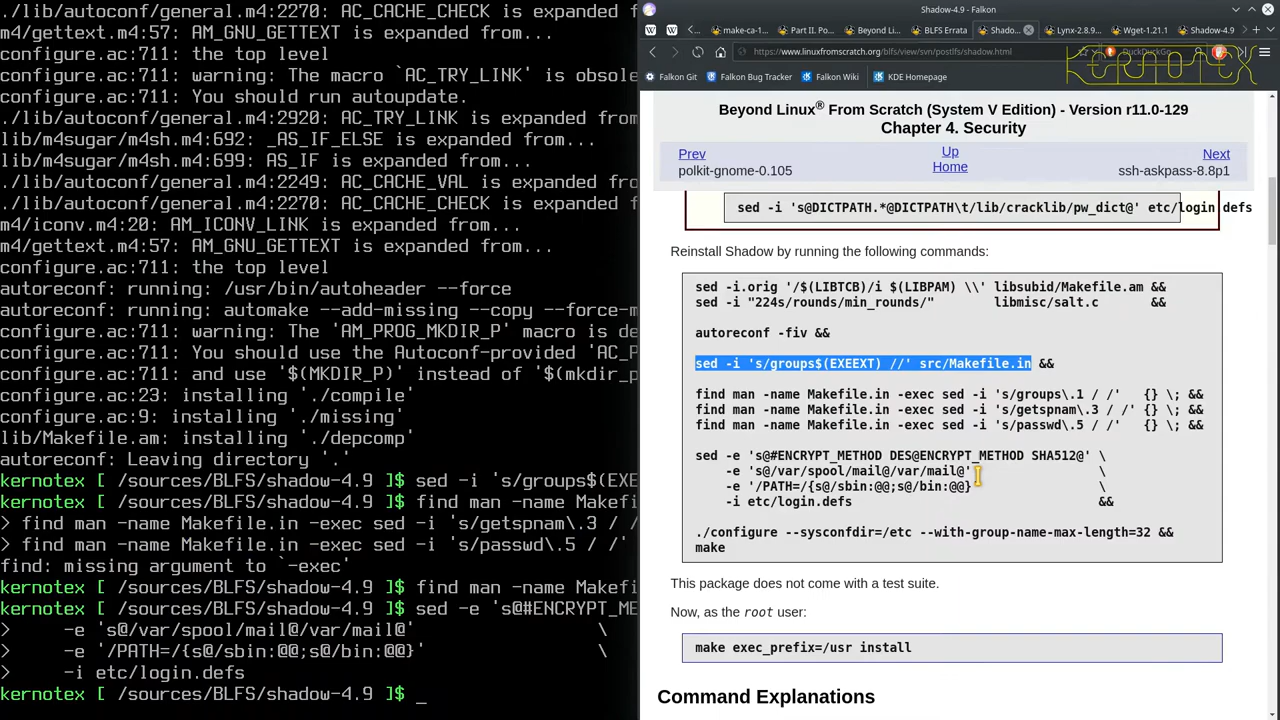 ./lib/autoconf/general.m4:2270: AC_CACHE_CHECK is expanded f
m4/gettext.m4:57: AM_GNU_GETTEXT is expanded from...
configure.ac:711: the top level
configure.ac:711: warning: The macro `AC_TRY_LINK' is obsole
configure.ac:711: You should run autoupdate.
./lib/autoconf/general.m4:2920: AC_TRY_LINK is expanded from
lib/m4sugar/m4sh.m4:692: _AS_IF_ELSE is expanded from...
lib/m4sugar/m4sh.m4:699: AS_IF is expanded from...
./lib/autoconf/general.m4:2249: AC_CACHE_VAL is expanded fro
./lib/autoconf/general.m4:2270: AC_CACHE_CHECK is expanded f
m4/iconv.m4:20: AM_ICONV_LINK is expanded from...
m4/gettext.m4:57: AM_GNU_GETTEXT is expanded from...
configure.ac:711: the top level
autoreconf: running: /usr/bin/autoheader --force
autoreconf: running: automake --add-missing --copy --force-m
configure.ac:711: warning: The 'AM_PROG_MKDIR_P' macro is de
configure.ac:711: You should use the Autoconf-provided 'AC_P
configure.ac:711: and use '$(MKDIR_P)' instead of '$(mkdir_p
configure.ac:23: installing './compile'
configure.ac:9: installing './missing'
lib/Makefile.am: installing './depcomp'
autoreconf: Leaving directory `.'
kernotex [ /sources/BLFS/shadow-4.9 ]$ sed -i 's/groups$(EXE
kernotex [ /sources/BLFS/shadow-4.9 ]$ find man -name Makefi
> find man -name Makefile.in -exec sed -i 's/getspnam\.3 / /
> find man -name Makefile.in -exec sed -i 's/passwd\.5 / /'
find: missing argument to `-exec'
kernotex [ /sources/BLFS/shadow-4.9 ]$ find man -name Makefi
kernotex [ /sources/BLFS/shadow-4.9 ]$ sed -e 's@#ENCRYPT_ME
> -e 's@/var/spool/mail@/var/mail@' \
> -e '/PATH=/{s@/sbin:@@;s@/bin:@@}' \
> -i etc/login.defs
kernotex [ /sources/BLFS/shadow-4.9 ]$ _
Shadow-4.9 - Falkon
make-ca-1 Part II. Po... Beyond Li... BLFS Errata Shado... Lynx-2.8.9... Wget-1.21.1 Shadow-4.9
https://www.linuxfromscratch.org/blfs/view/svn/postlfs/shadow.html DuckDuckGo
Falkon Git Falkon Bug Tracker Falkon Wiki KDE Homepage
KERNOTEX
Beyond Linux® From Scratch (System V Edition) - Version r11.0-129
Chapter 4. Security
Prev Up Next
polkit-gnome-0.105 Home ssh-askpass-8.8p1
sed -i 's@DICTPATH.*@DICTPATH\t/lib/cracklib/pw_dict@' etc/login defs
Reinstall Shadow by running the following commands:
sed -i.orig '/$(LIBTCB)/i $(LIBPAM) \\' libsubid/Makefile.am &&
sed -i "224s/rounds/min_rounds/" libmisc/salt.c &&
autoreconf -fiv &&
sed -i 's/groups$(EXEEXT) //' src/Makefile.in &&
find man -name Makefile.in -exec sed -i 's/groups\.1 / /' {} \; &&
find man -name Makefile.in -exec sed -i 's/getspnam\.3 / /' {} \; &&
find man -name Makefile.in -exec sed -i 's/passwd\.5 / /' {} \; &&
sed -e 's@#ENCRYPT_METHOD DES@ENCRYPT_METHOD SHA512@' \
-e 's@/var/spool/mail@/var/mail@' \
-e '/PATH=/{s@/sbin:@@;s@/bin:@@}' \
-i etc/login.defs &&
./configure --sysconfdir=/etc --with-group-name-max-length=32 &&
make
This package does not come with a test suite.
Now, as the root user:
make exec_prefix=/usr install
Command Explanations